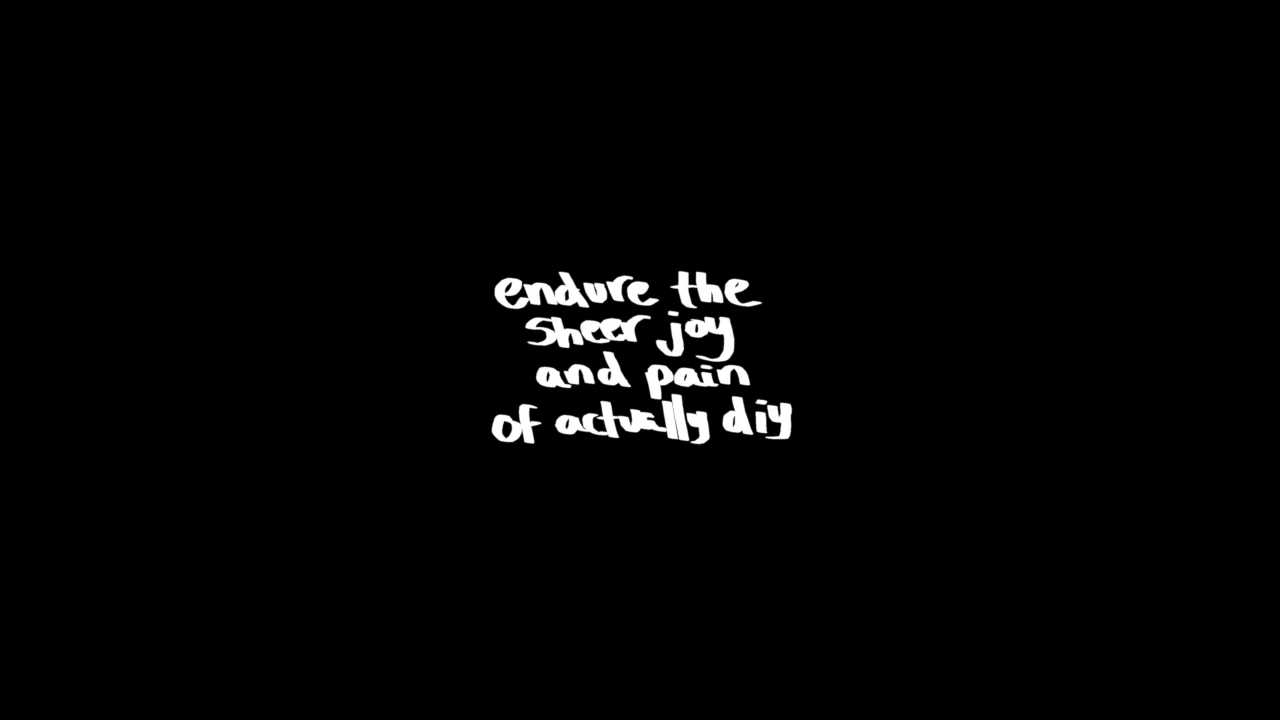 endure the
sheer joy
and pain
of actually diy